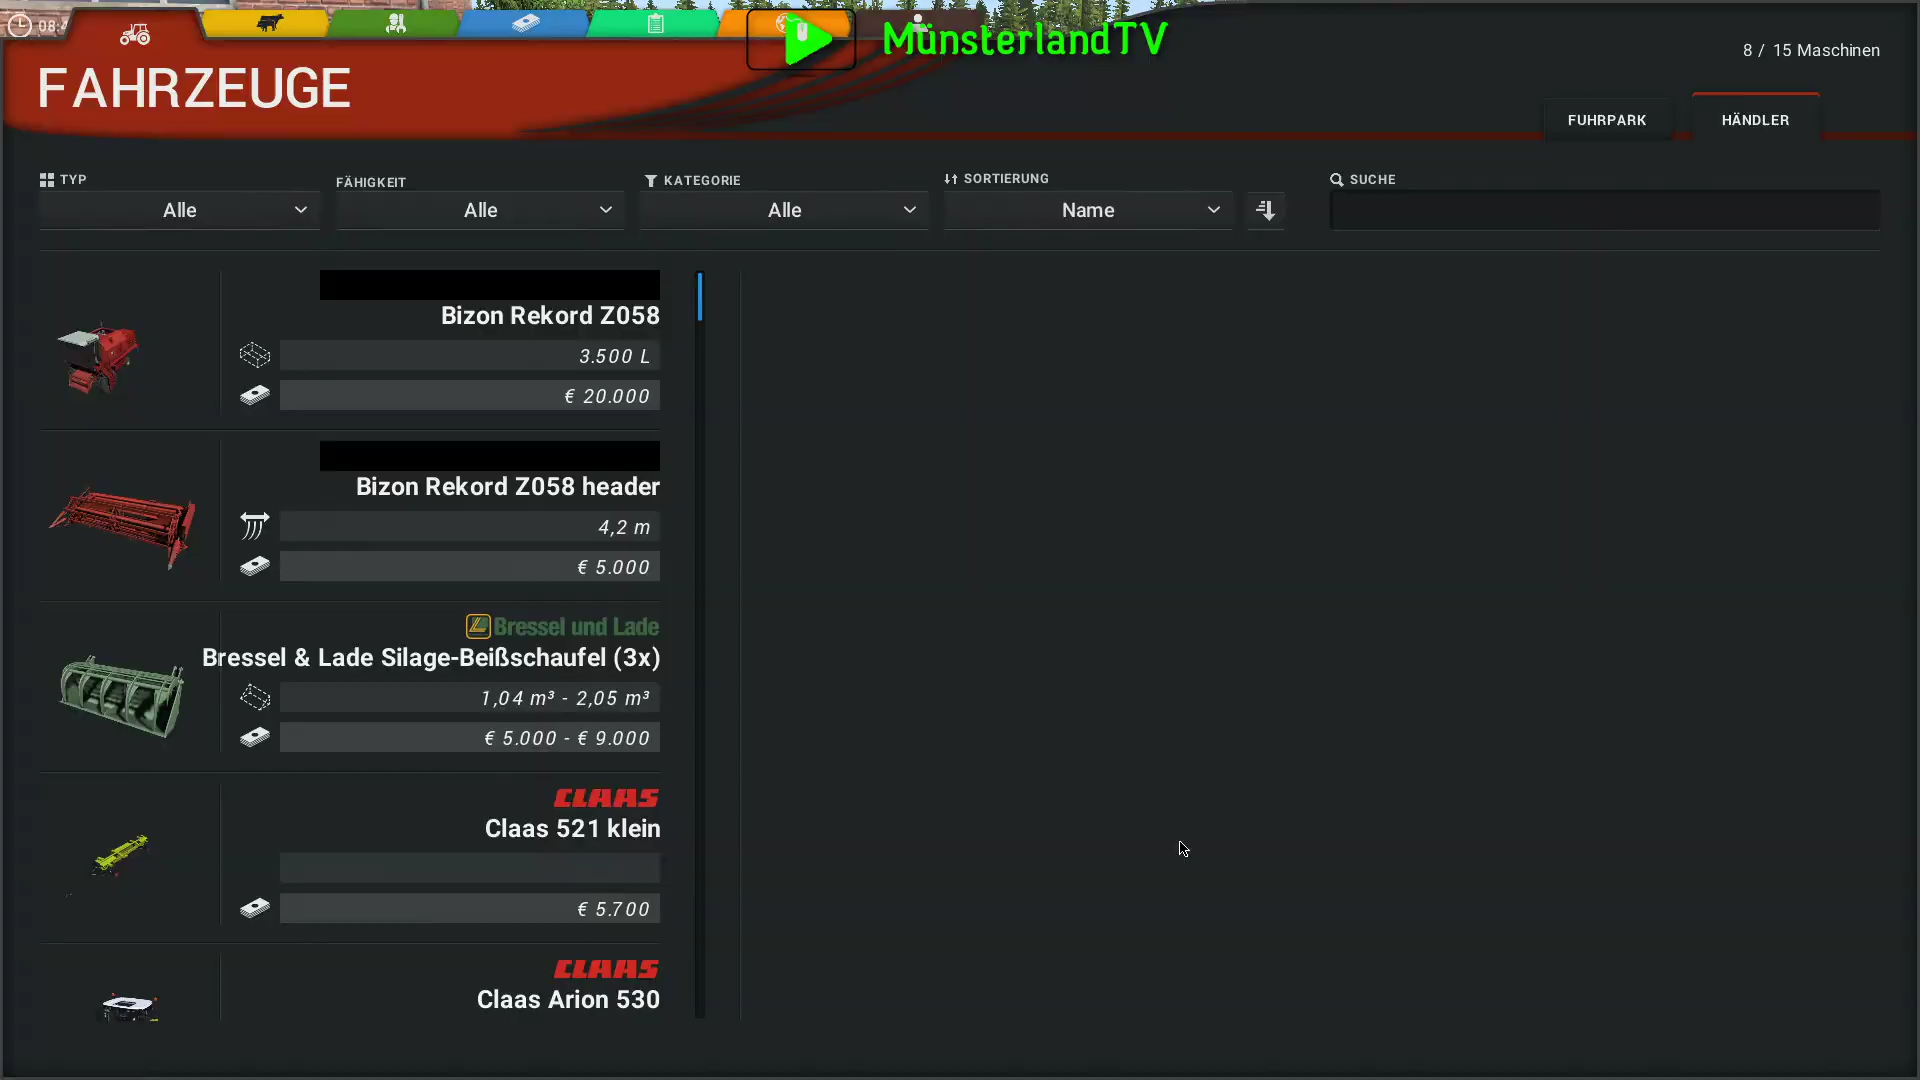 MünsterlandTV
8 / 15 Maschinen
FAHRZEUGE
FUHRPARK
HÄNDLER
TYP
FÄHIGKEIT
KATEGORIE
SORTIERUNG
SUCHE
Alle
Alle
Alle
Name
Bizon Rekord Z058
3.500 L
€ 20.000
Bizon Rekord Z058 header
4,2 m
€ 5.000
Bressel und Lade
Bressel & Lade Silage-Beißschaufel (3x)
1,04 m³ - 2,05 m³
€ 5.000 - € 9.000
CLAAS
Claas 521 klein
€ 5.700
CLAAS
Claas Arion 530